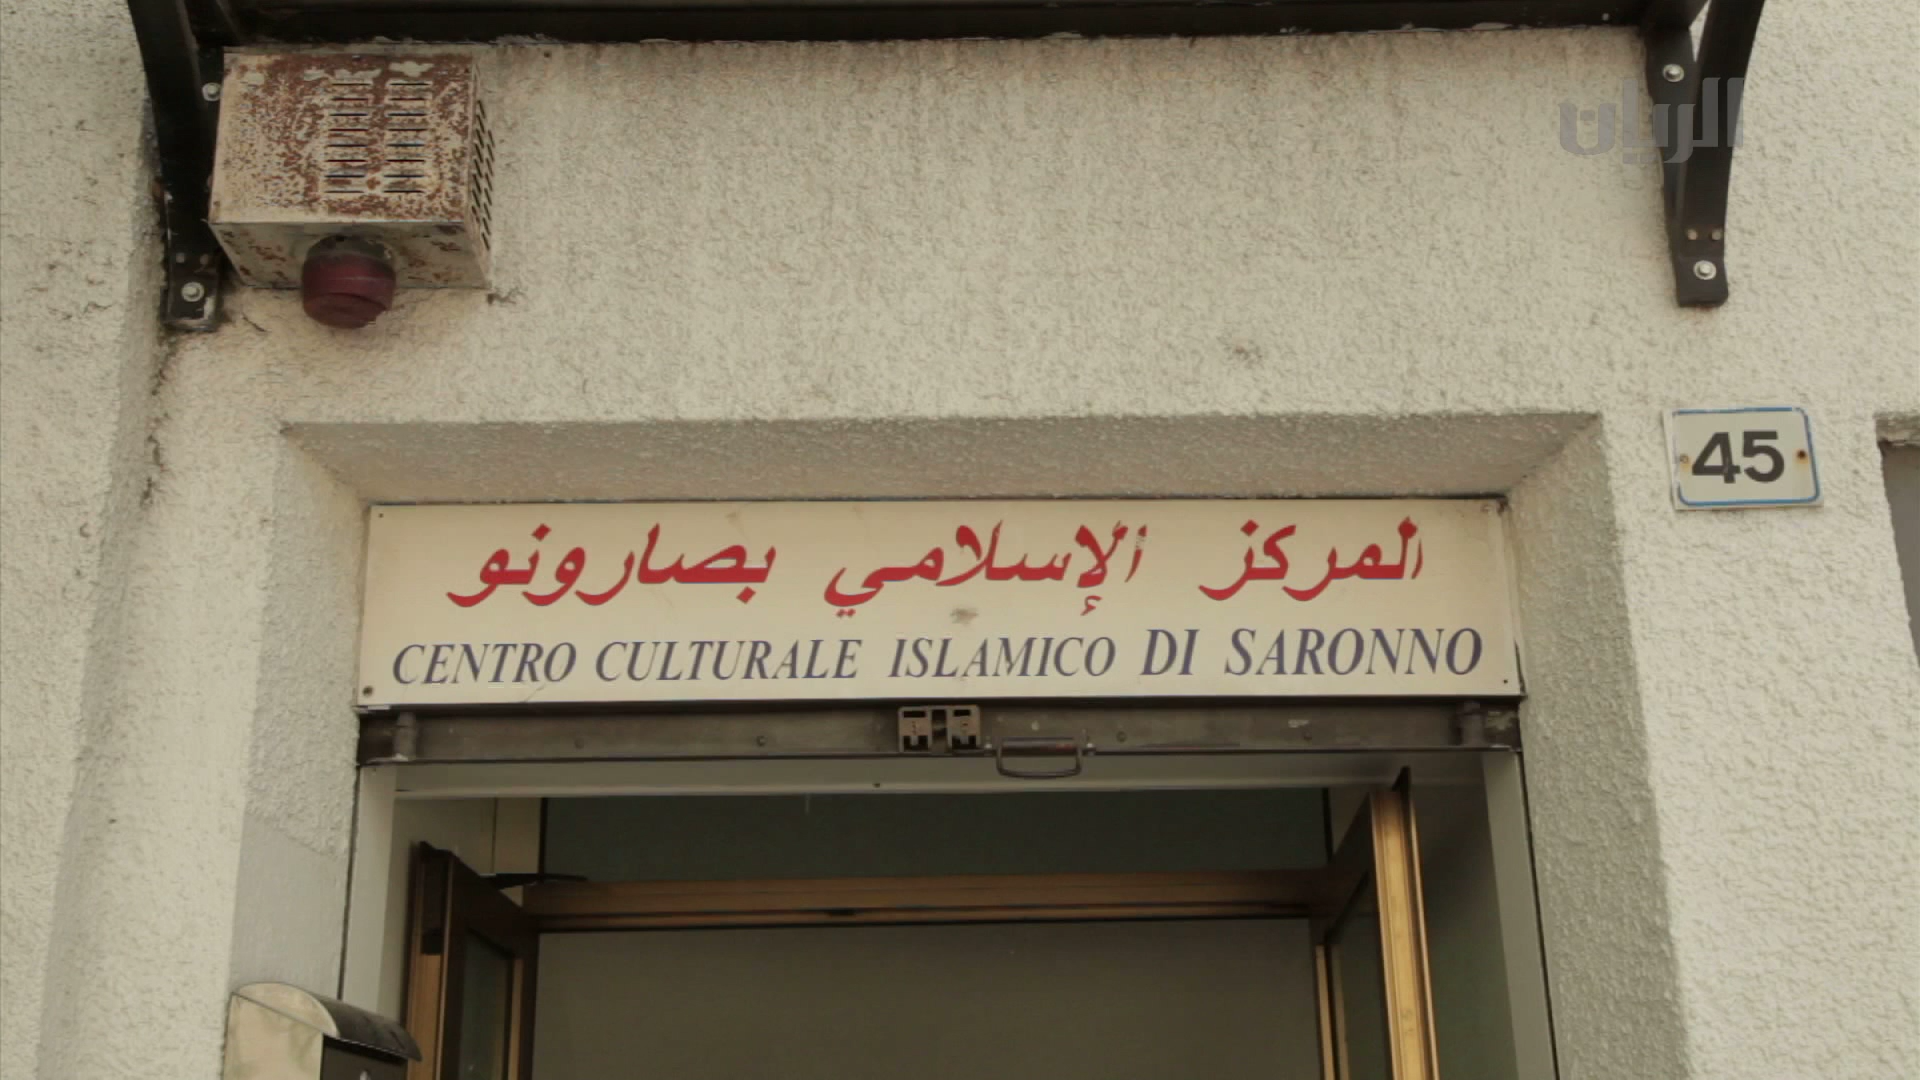 الريان
45
المركز الإسلامي بصارونو
CENTRO CULTURALE ISLAMICO DI SARONNO